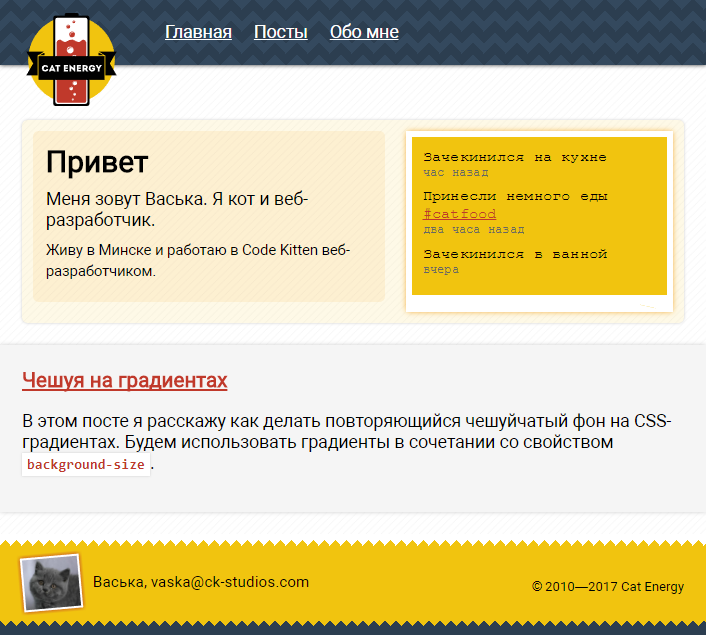 CAT ENERGY
Главная Посты Обо мне
Привет
Меня зовут Васька. Я кот и веб-
разработчик.
Живу в Минске и работаю в Code Kitten веб-
разработчиком.
Зачекинился на кухне
час назад
Принесли немного еды
#catfood
два часа назад
Зачекинился в ванной
вчера
Чешуя на градиентах
В этом посте я расскажу как делать повторяющийся чешуйчатый фон на CSS-
градиентах. Будем использовать градиенты в сочетании со свойством
background-size.
Васька, vaska@ck-studios.com
© 2010—2017 Cat Energy